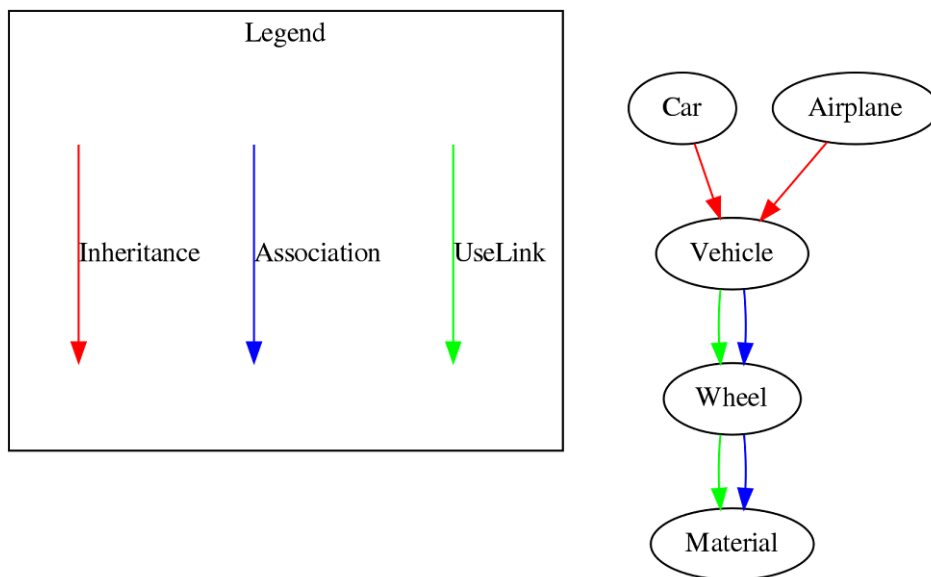 Legend
Inheritance
Association
UseLink
Car
Airplane
Vehicle
Wheel
Material